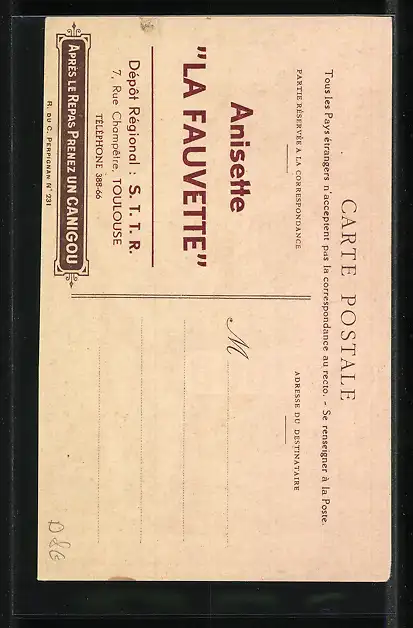 CARTE POSTALE
Tous les Pays étrangers n'acceptent pas la correspondance au recto. - Se renseigner à la Poste.
PARTIE RÉSERVÉE A LA CORRESPONDANCE
ADRESSE DU DESTINATAIRE
Anisette
"LA FAUVETTE"
Dépôt Régional : S. T. T. R.
7, Rue Champêtre, TOULOUSE
TÉLÉPHONE 388-66
APRÈS LE REPAS PRENEZ UN CANIGOU
R. DU C. PERPIGNAN N° 231
M